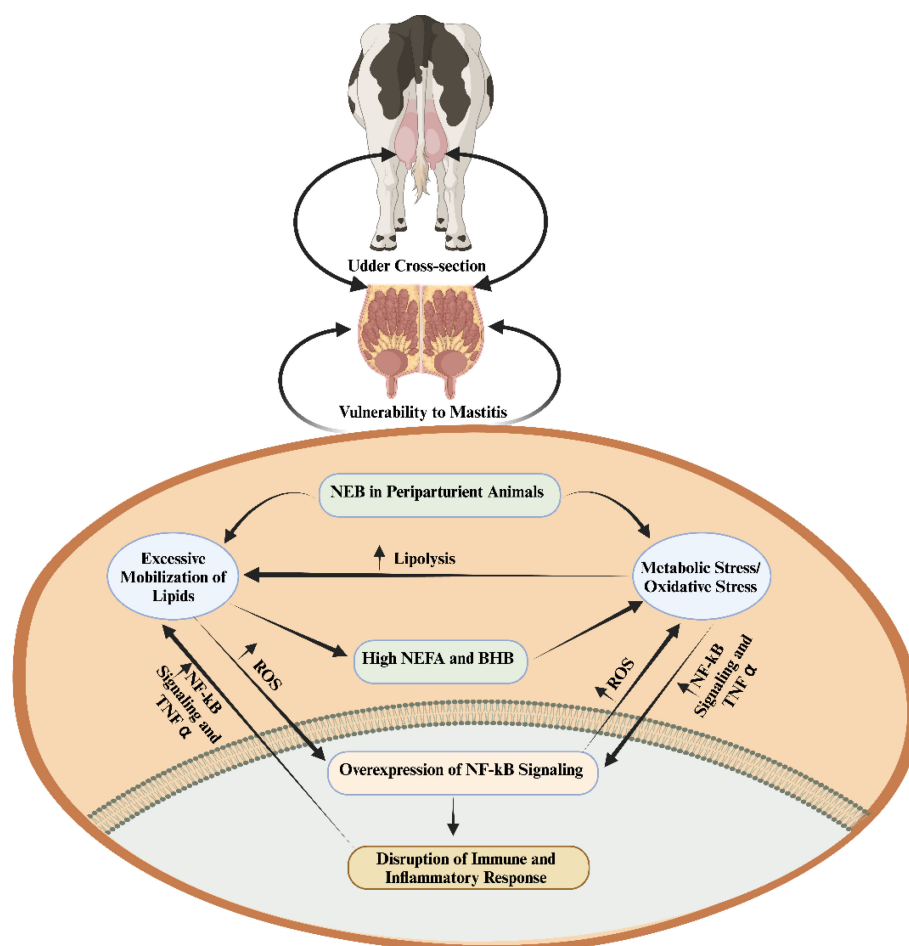 Udder Cross-section
Vulnerability to Mastitis
NEB in Periparturient Animals
Excessive
Mobilization of
Lipids
Lipolysis
Metabolic Stress/
Oxidative Stress
High NEFA and BHB
ROS
NF-kB
Signaling and
TNF α
ROS
NF-kB
Signaling and
TNF α
Overexpression of NF-kB Signaling
Disruption of Immune and
Inflammatory Response